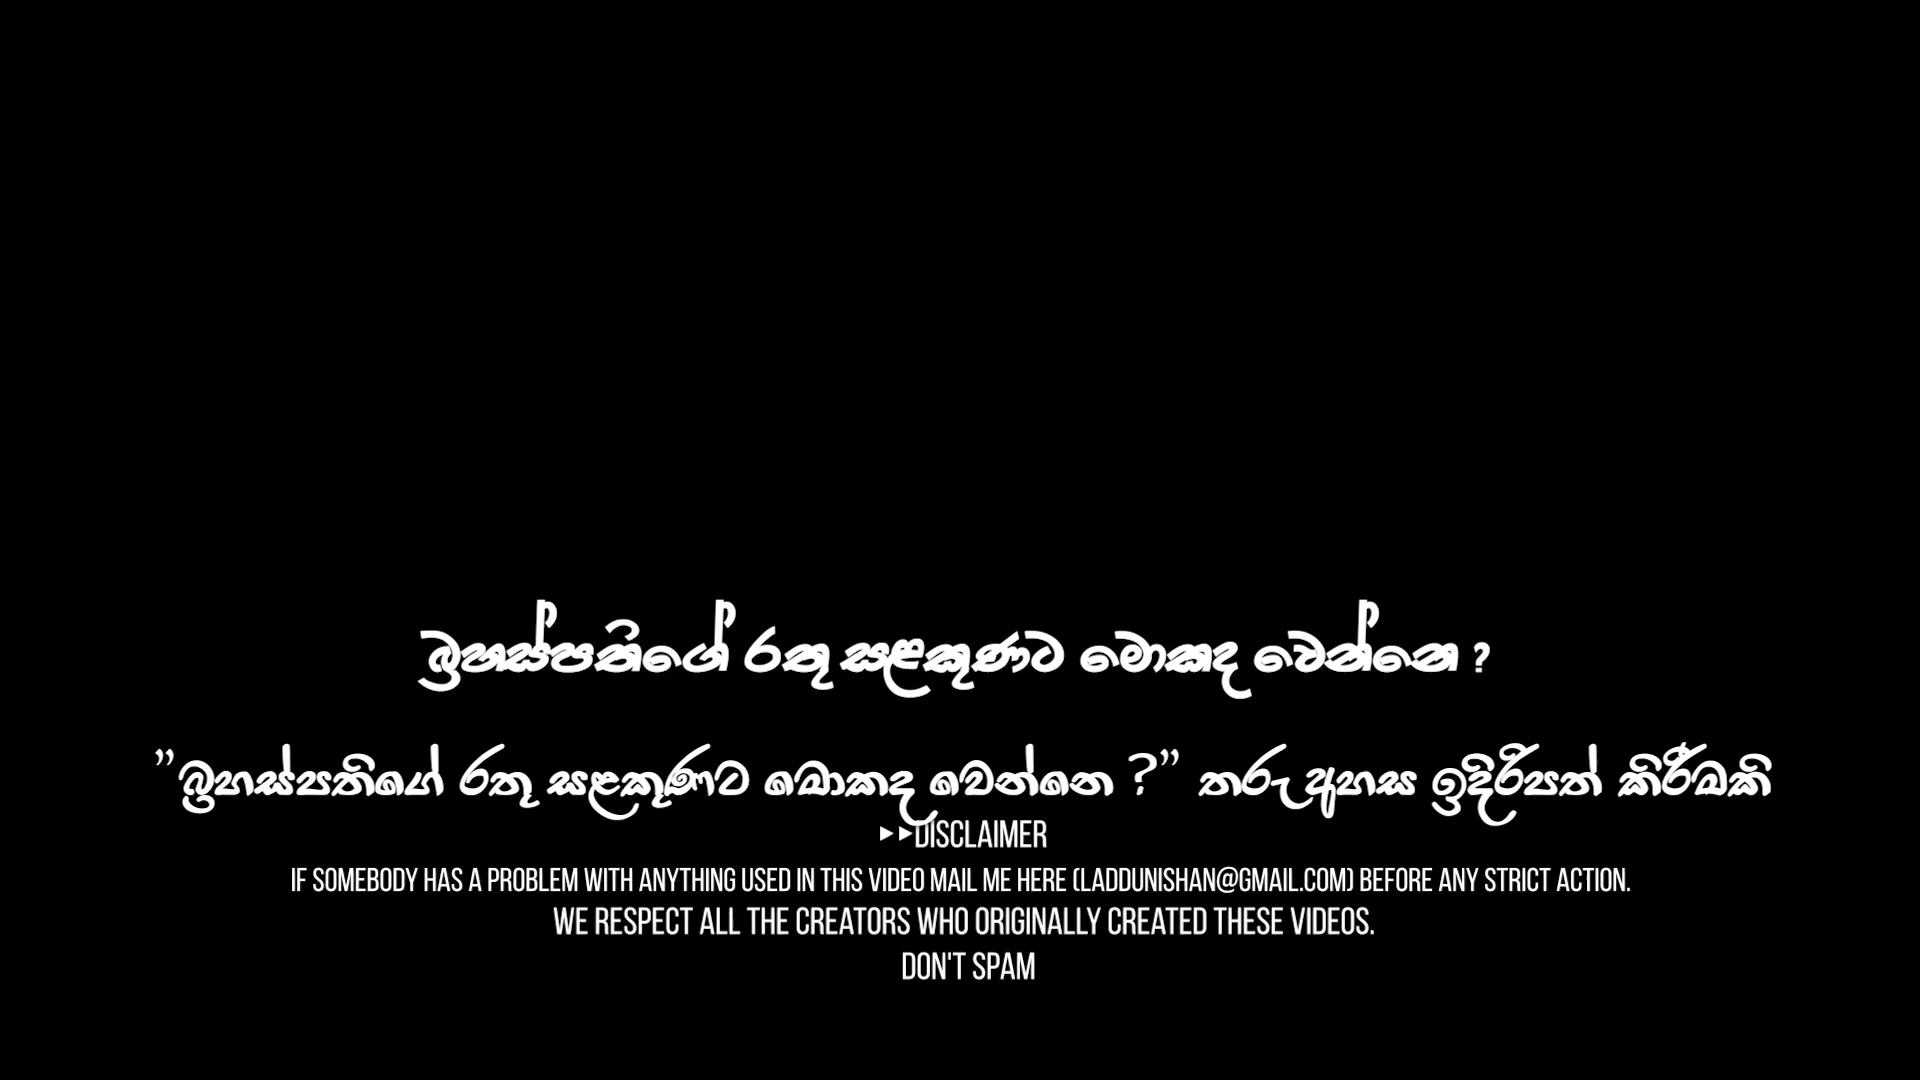 බ්‍රහස්පතිගේ රතු සළකුණට මොකද වෙන්නෙ ?
”බ්‍රහස්පතිගේ රතු සළකුණට මොකද වෙන්නෙ ?” තරු අහස ඉදිරිපත් කිරීමකි
▶▶DISCLAIMER
IF SOMEBODY HAS A PROBLEM WITH ANYTHING USED IN THIS VIDEO MAIL ME HERE (LADDUNISHAN@GMAIL.COM) BEFORE ANY STRICT ACTION.
WE RESPECT ALL THE CREATORS WHO ORIGINALLY CREATED THESE VIDEOS.
DON'T SPAM